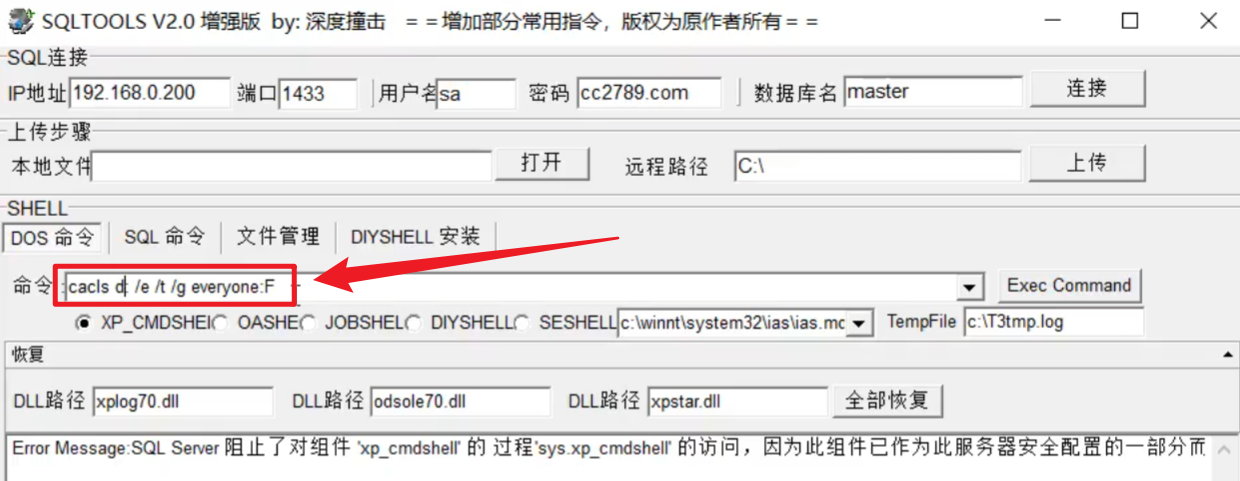 SQLTOOLS V2.0 增强版 by: 深度撞击 ==增加部分常用指令，版权为原作者所有==
SQL连接
IP地址 192.168.0.200 端口 1433 用户名 sa 密码 cc2789.com 数据库名 master 连接
上传步骤
本地文件 打开 远程路径 C:\ 上传
SHELL
DOS 命令 SQL 命令 文件管理 DIYSHELL 安装
命令: cacls d: /e /t /g everyone:F Exec Command
XP_CMDSHEl OASHE JOBSHEL DIYSHELL SESHELL c:\winnt\system32\ias\ias.mc TempFile c:\T3tmp.log
恢复
DLL路径 xplog70.dll DLL路径 odsole70.dll DLL路径 xpstar.dll 全部恢复
Error Message:SQL Server 阻止了对组件 'xp_cmdshell' 的 过程'sys.xp_cmdshell' 的访问，因为此组件已作为此服务器安全配置的一部分而